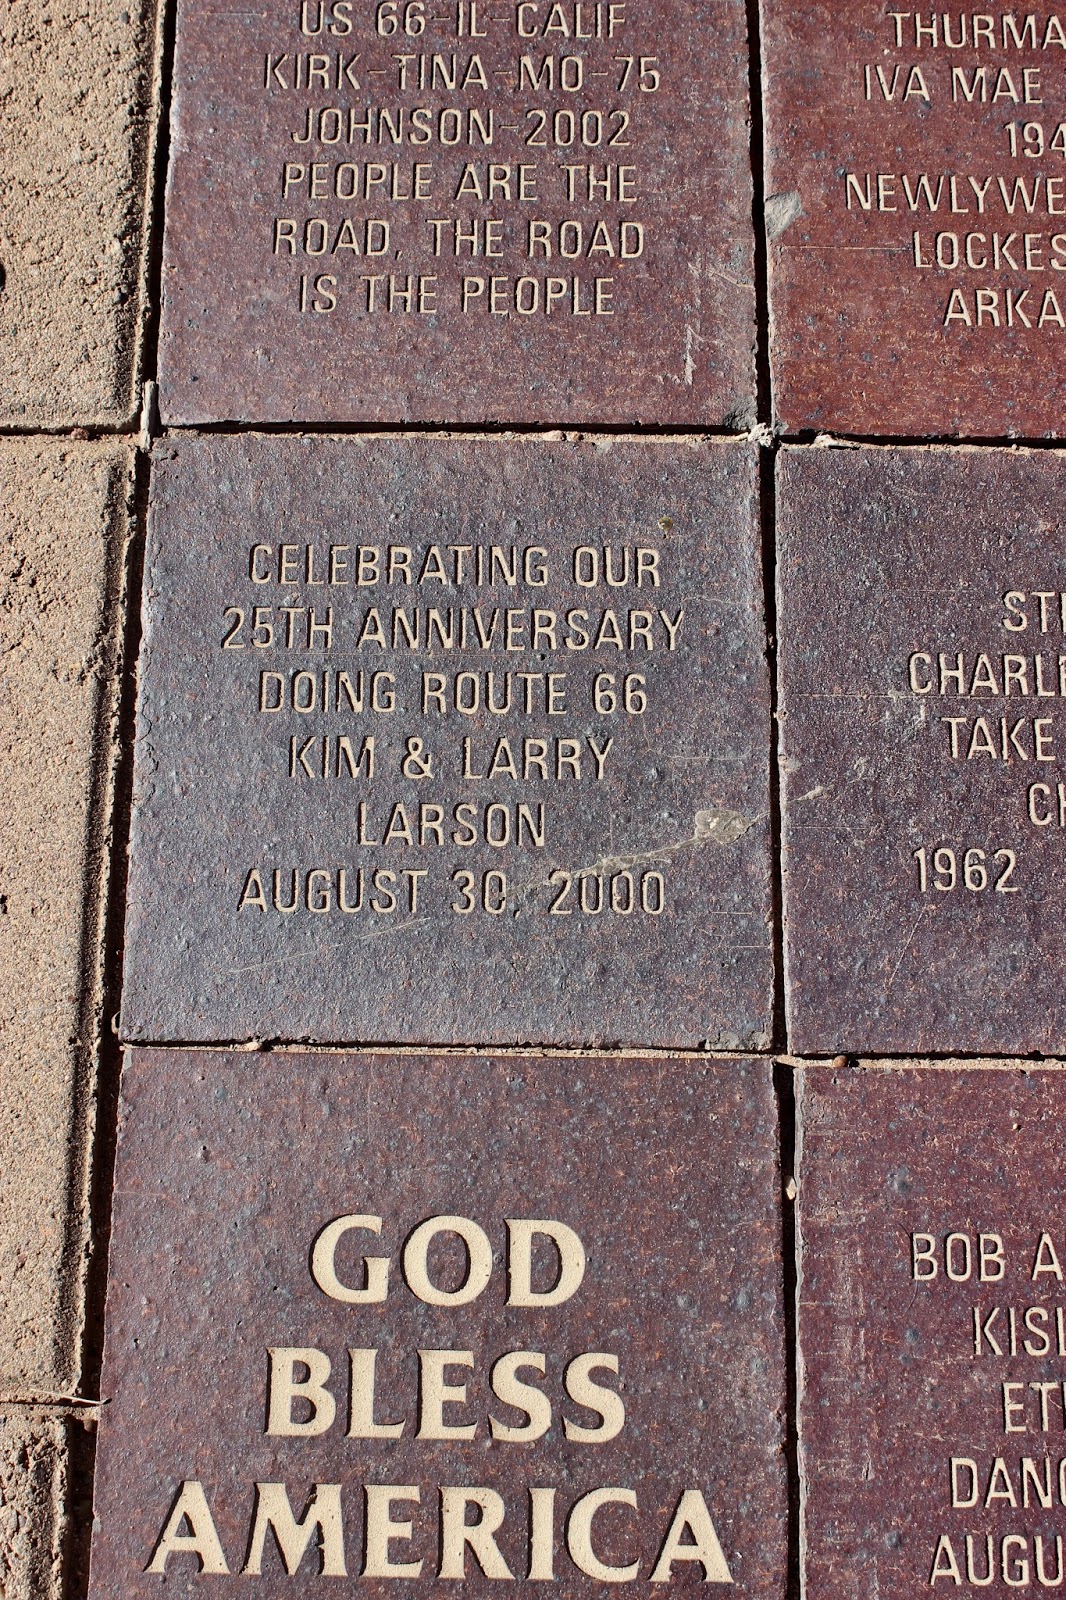 US 66-IL-CALIF
KIRK-TINA-MO-75
JOHNSON-2002
PEOPLE ARE THE
ROAD, THE ROAD
IS THE PEOPLE
IVA MAE
CELEBRATING OUR
25TH ANNIVERSARY
DOING ROUTE 66
KIM & LARRY
LARSON
AUGUST 30, 2000
TAKE
1962
GOD
BLESS
AMERICA
BOB